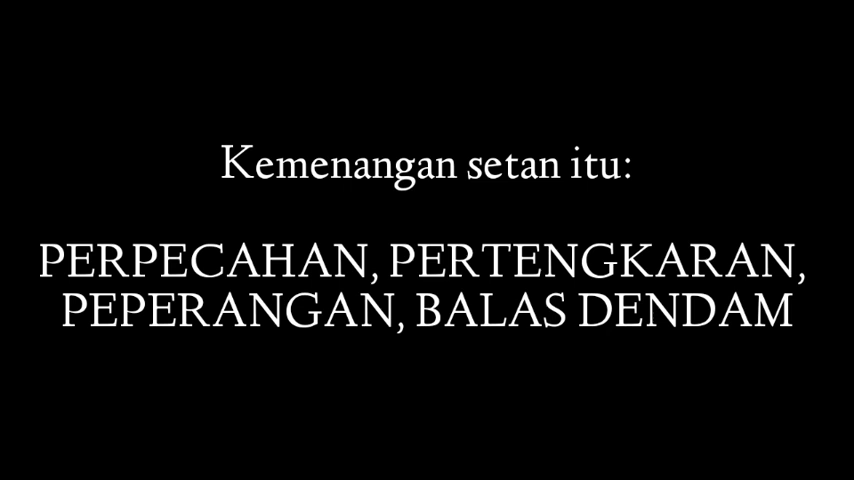 Kemenangan setan itu:
PERPECAHAN, PERTENGKARAN,
PEPERANGAN, BALAS DENDAM